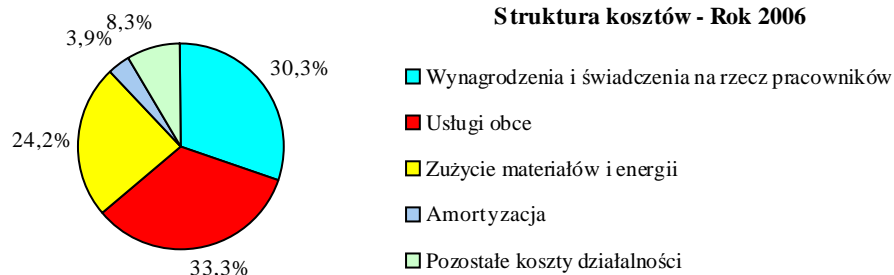 Struktura kosztów - Rok 2006
8,3%
3,9%
30,3%
24,2%
33,3%
Wynagrodzenia i świadczenia na rzecz pracowników
Usługi obce
Zużycie materiałów i energii
Amortyzacja
Pozostałe koszty działalności